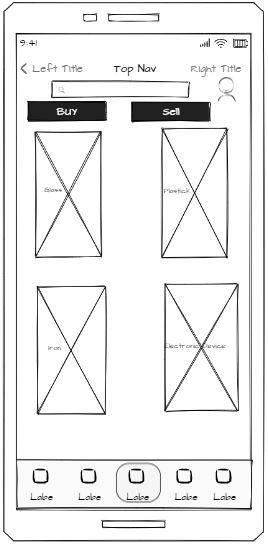 9:41
Left Title Top Nav Right Title
Buy Sell
Glass Plastick
Iron Electronic Device
Labe Labe Labe Labe Labe